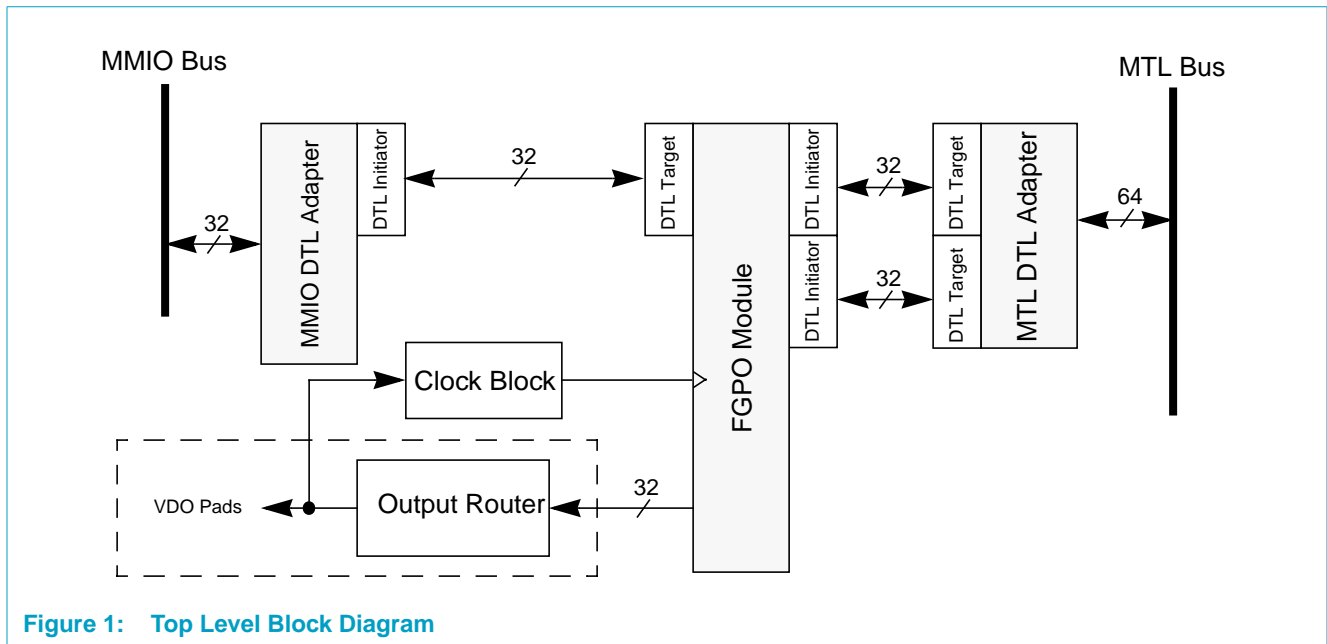 MMIO Bus
MTL Bus
MMIO DTL Adapter
DTL Initiator
32
32
DTL Target
FGPO Module
DTL Initiator
DTL Initiator
32
32
DTL Target
DTL Target
MTL DTL Adapter
64
Clock Block
VDO Pads
Output Router
32
Figure 1: Top Level Block Diagram